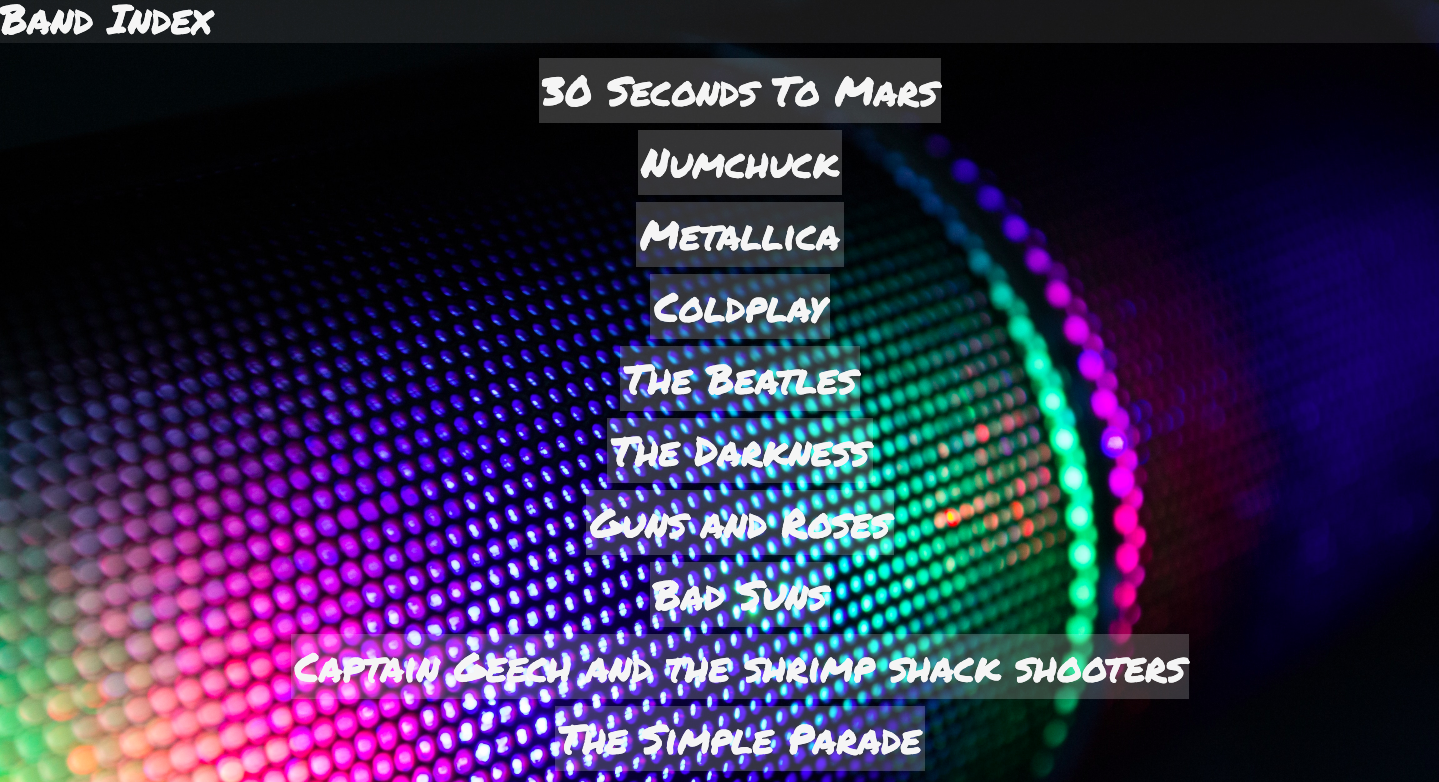 Band Index
30 Seconds To Mars
Numchuck
Metallica
Coldplay
The Beatles
The Darkness
Guns and Roses
Bad Suns
Captain Geech and the shrimp shack shooters
The Simple Parade